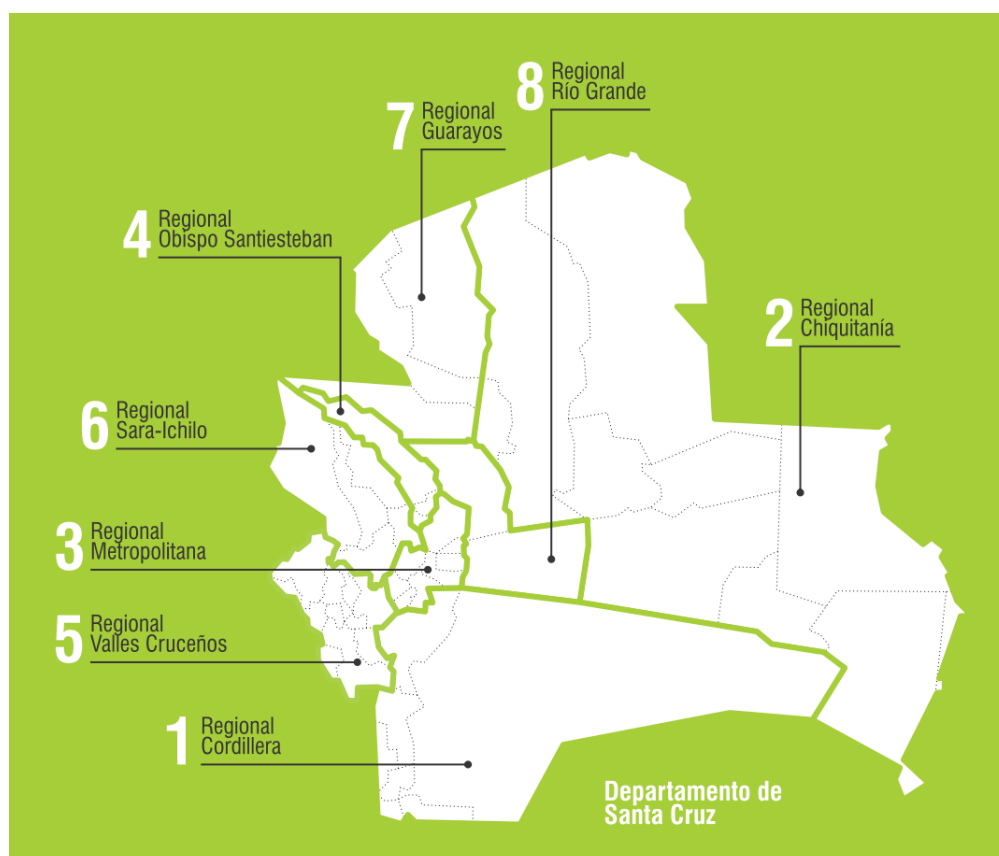 8 Regional
Río Grande
7 Regional
Guarayos
4 Regional
Obispo Santiesteban
2 Regional
Chiquitanía
6 Regional
Sara-Ichilo
3 Regional
Metropolitana
5 Regional
Valles Cruceños
1 Regional
Cordillera
Departamento de
Santa Cruz